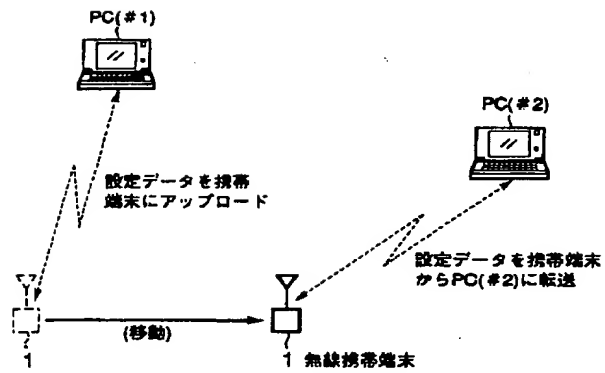 PC(#1)
PC(#2)
設定データを携帯
端末にアップロード
設定データを携帯端末
からPC(#2)に転送
(移動)
1
1 無線携帯端末